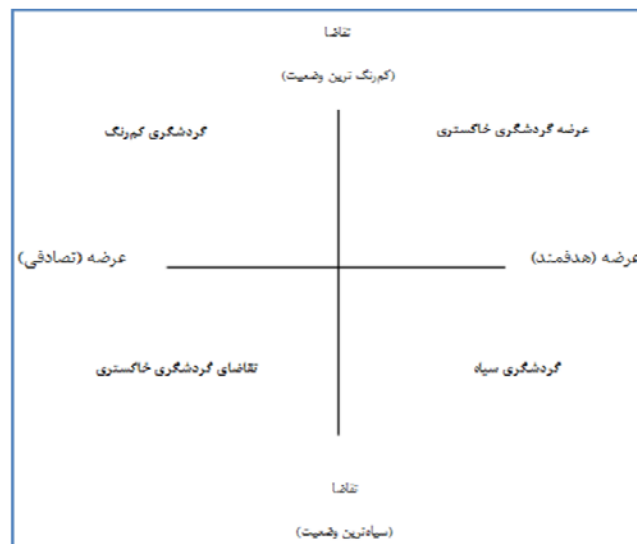 تقاضا
(کم‌رنگ ترین وضعیت)
عرضه گردشگری خاکستری
گردشگری کم‌رنگ
عرضه (هدفمند)
عرضه (تصادفی)
گردشگری سیاه
تقاضای گردشگری خاکستری
تقاضا
(سیاه‌ترین وضعیت)